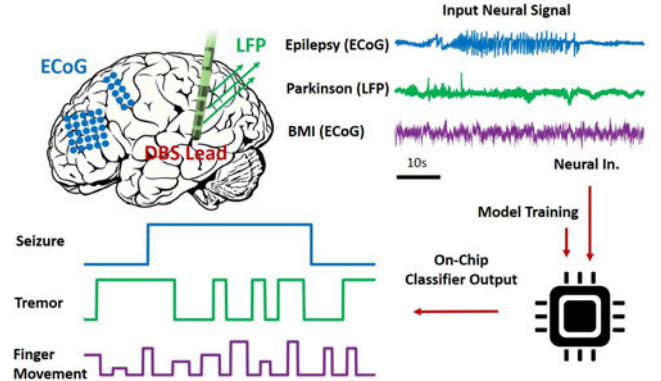 Input Neural Signal
LFP
ECoG
Epilepsy (ECoG)
Parkinson (LFP)
BMI (ECoG)
DBS Lead
10s
Neural In.
Model Training
On-Chip
Classifier Output
Seizure
Tremor
Finger
Movement